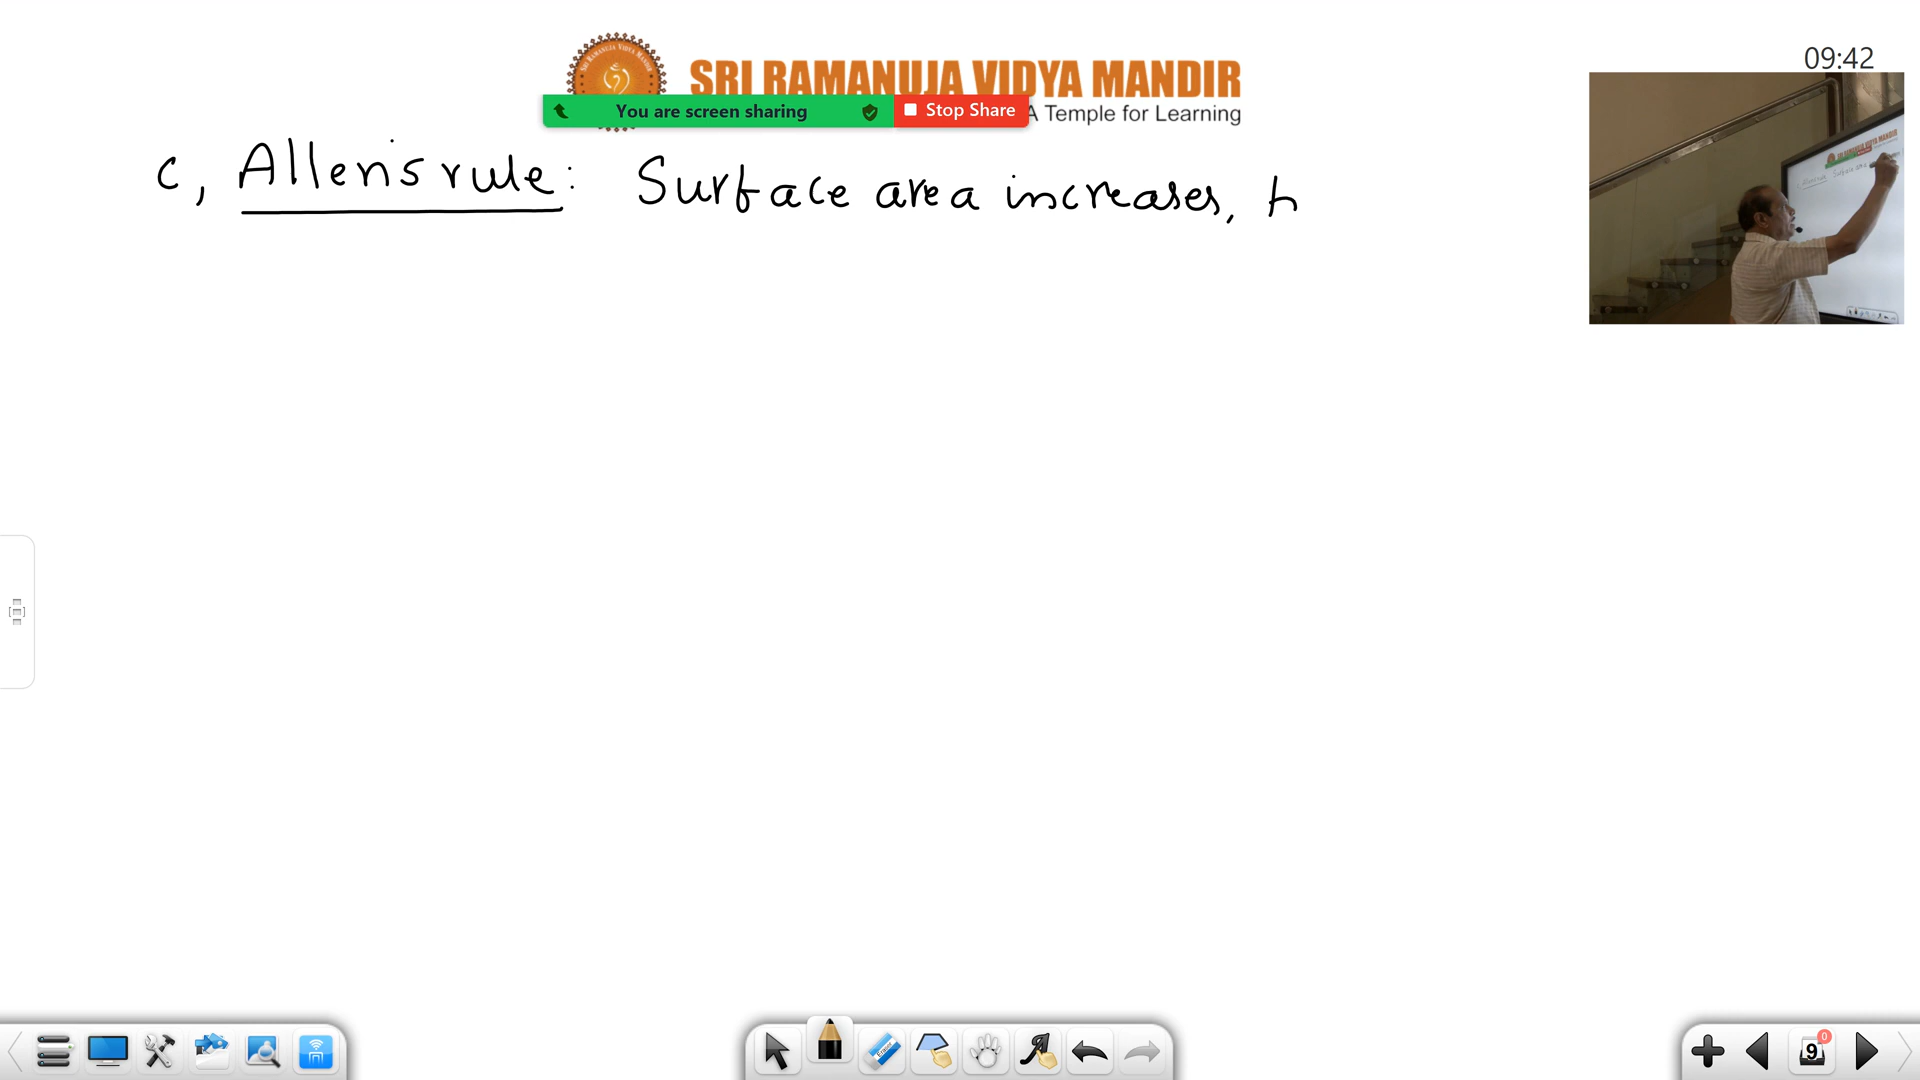 SRI RAMANUJA VIDYA MANDIR
A Temple for Learning
You are screen sharing
Stop Share
09:42
c, Allen's rule: Surface area increases, h
Eraser
9
0